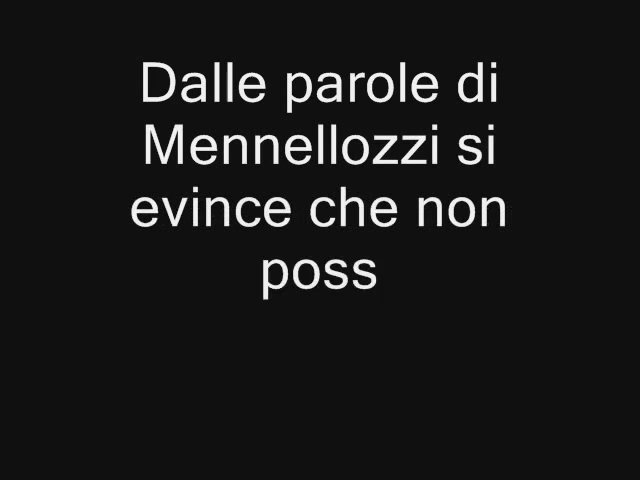 Dalle parole di
Mennellozzi si
evince che non
poss